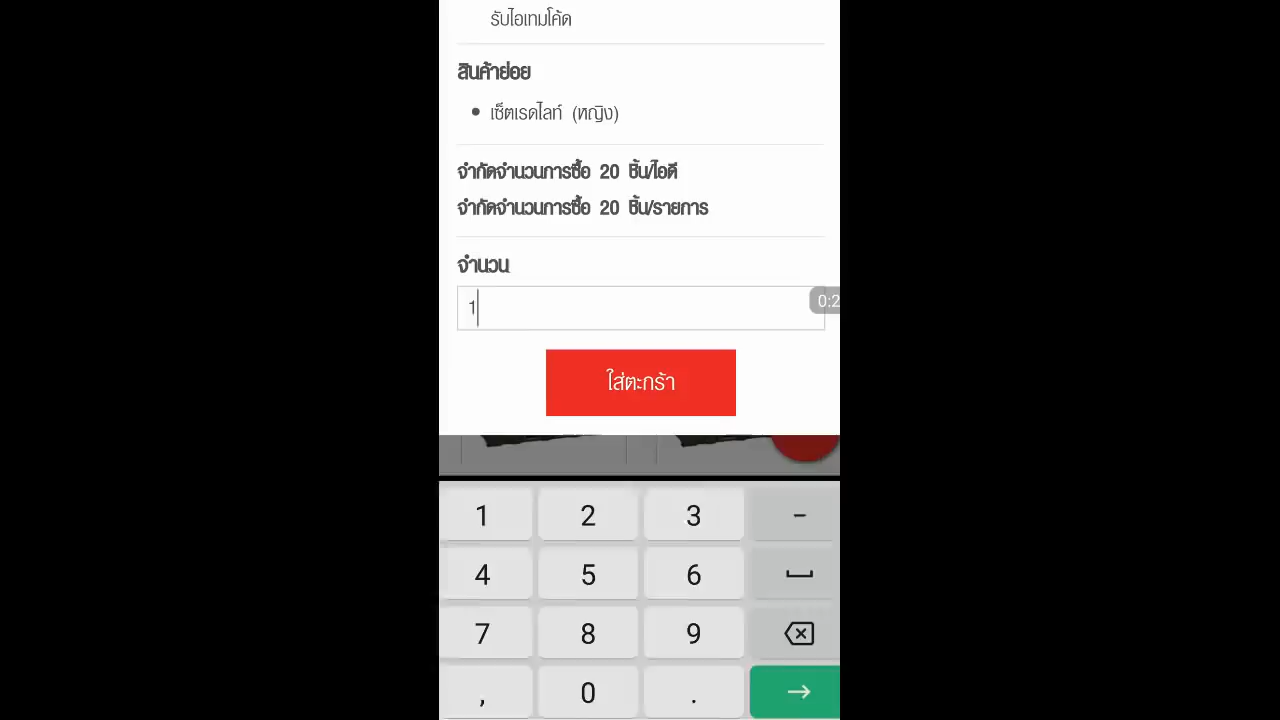 รับไอเทมโค้ด
สินค้าย่อย
• เซ็ตเรดไลท์ (หญิง)
จำกัดจำนวนการซื้อ 20 ชิ้น/ไอดี
จำกัดจำนวนการซื้อ 20 ชิ้น/รายการ
จำนวน
1
0:2
ใส่ตะกร้า
1 2 3 -
4 5 6
7 8 9
, 0 .